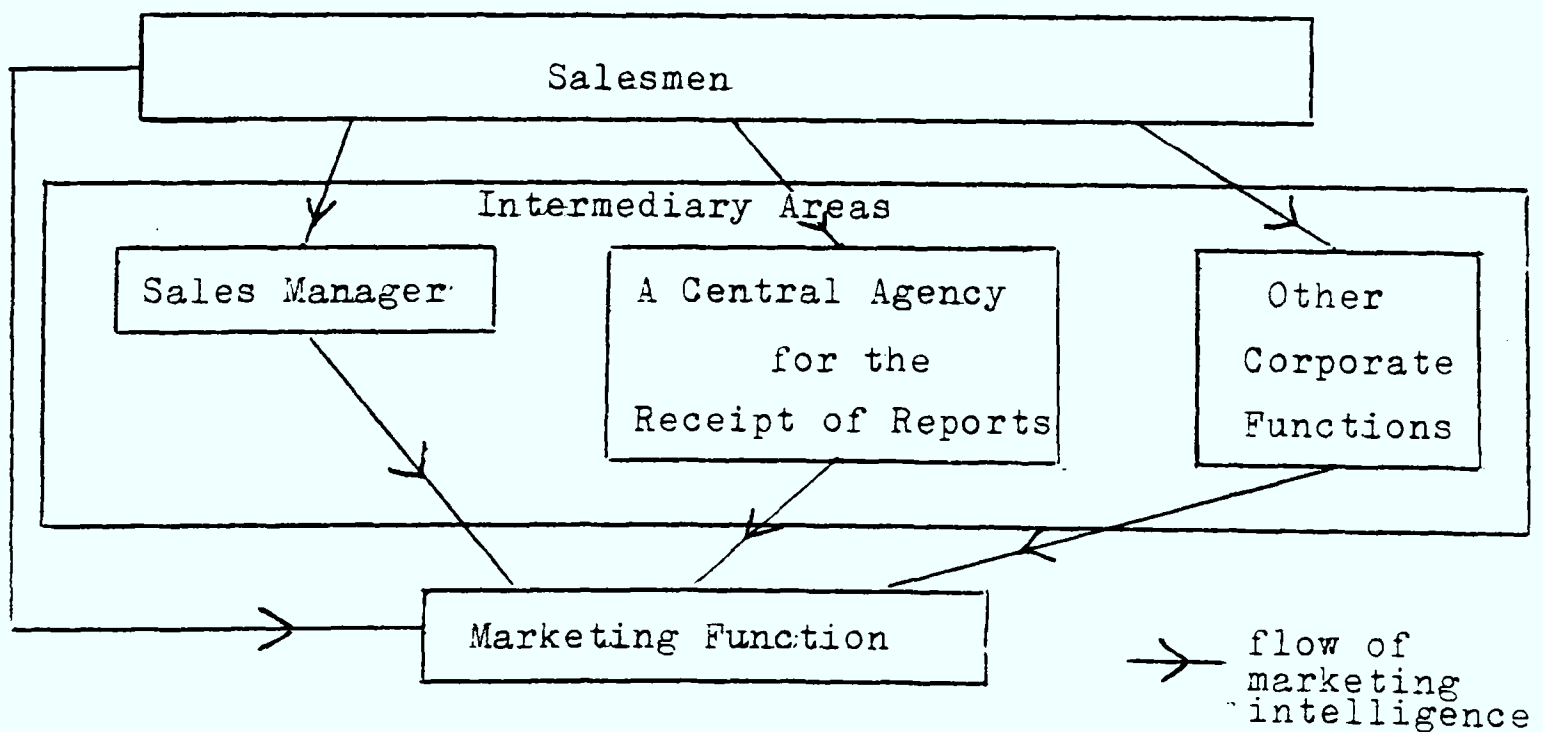 Salesmen
Intermediary Areas
Sales Manager
A Central Agency
for the
Receipt of Reports
Other
Corporate
Functions
Marketing Function
flow of
marketing
intelligence